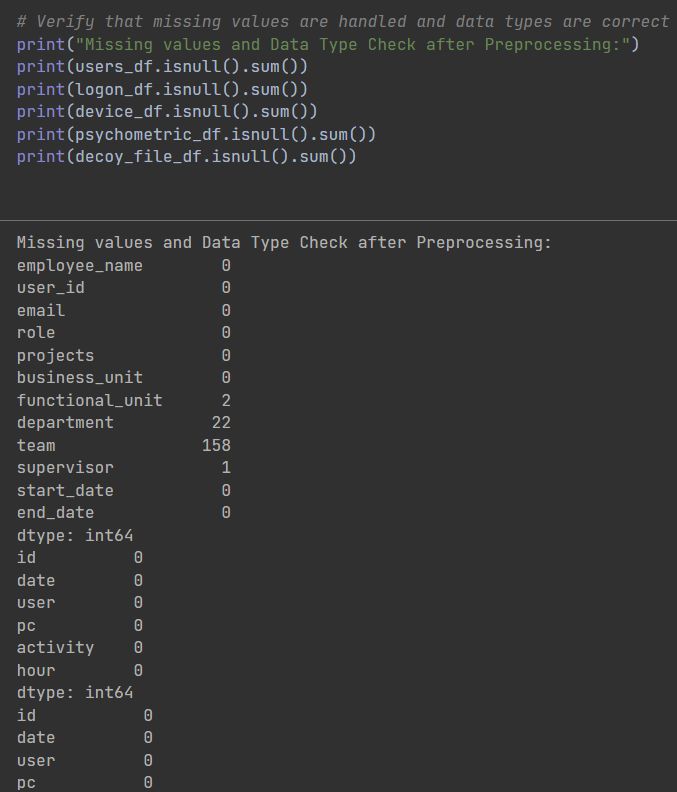 # Verify that missing values are handled and data types are correct
print("Missing values and Data Type Check after Preprocessing:")
print(users_df.isnull().sum())
print(logon_df.isnull().sum())
print(device_df.isnull().sum())
print(psychometric_df.isnull().sum())
print(decoy_file_df.isnull().sum())
Missing values and Data Type Check after Preprocessing:
employee_name        0
user_id              0
email                0
role                 0
projects             0
business_unit        0
functional_unit      2
department          22
team               158
supervisor           1
start_date           0
end_date             0
dtype: int64
id          0
date        0
user        0
pc          0
activity    0
hour        0
dtype: int64
id           0
date         0
user         0
pc           0